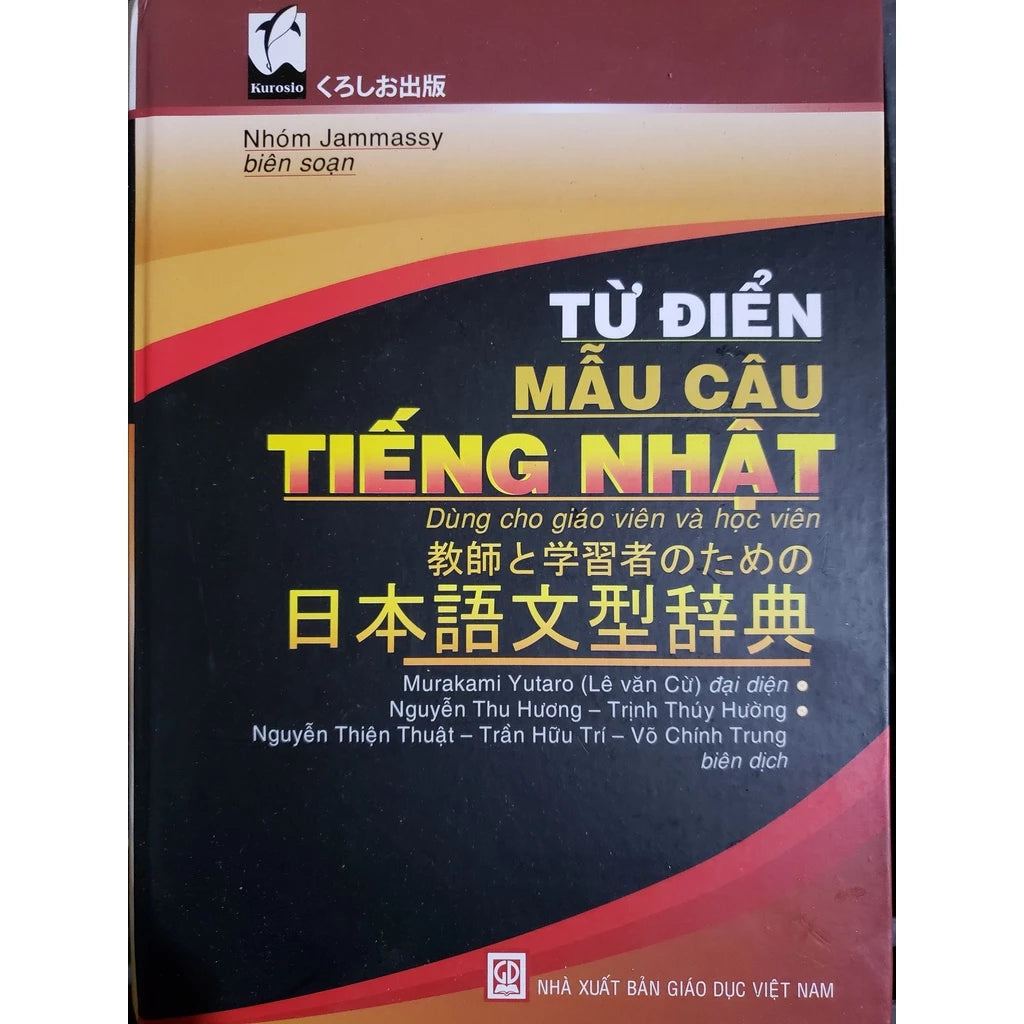 Kurosio くろしお出版
Nhóm Jammassy
biên soạn
TỪ ĐIỂN
MẪU CÂU
TIẾNG NHẬT
Dùng cho giáo viên và học viên
教師と学習者のための
日本語文型辞典
Murakami Yutaro (Lê văn Cừ) đại diện •
Nguyễn Thu Hương – Trịnh Thúy Hường •
Nguyễn Thiện Thuật – Trần Hữu Trí – Võ Chính Trung
biên dịch
GD NHÀ XUẤT BẢN GIÁO DỤC VIỆT NAM